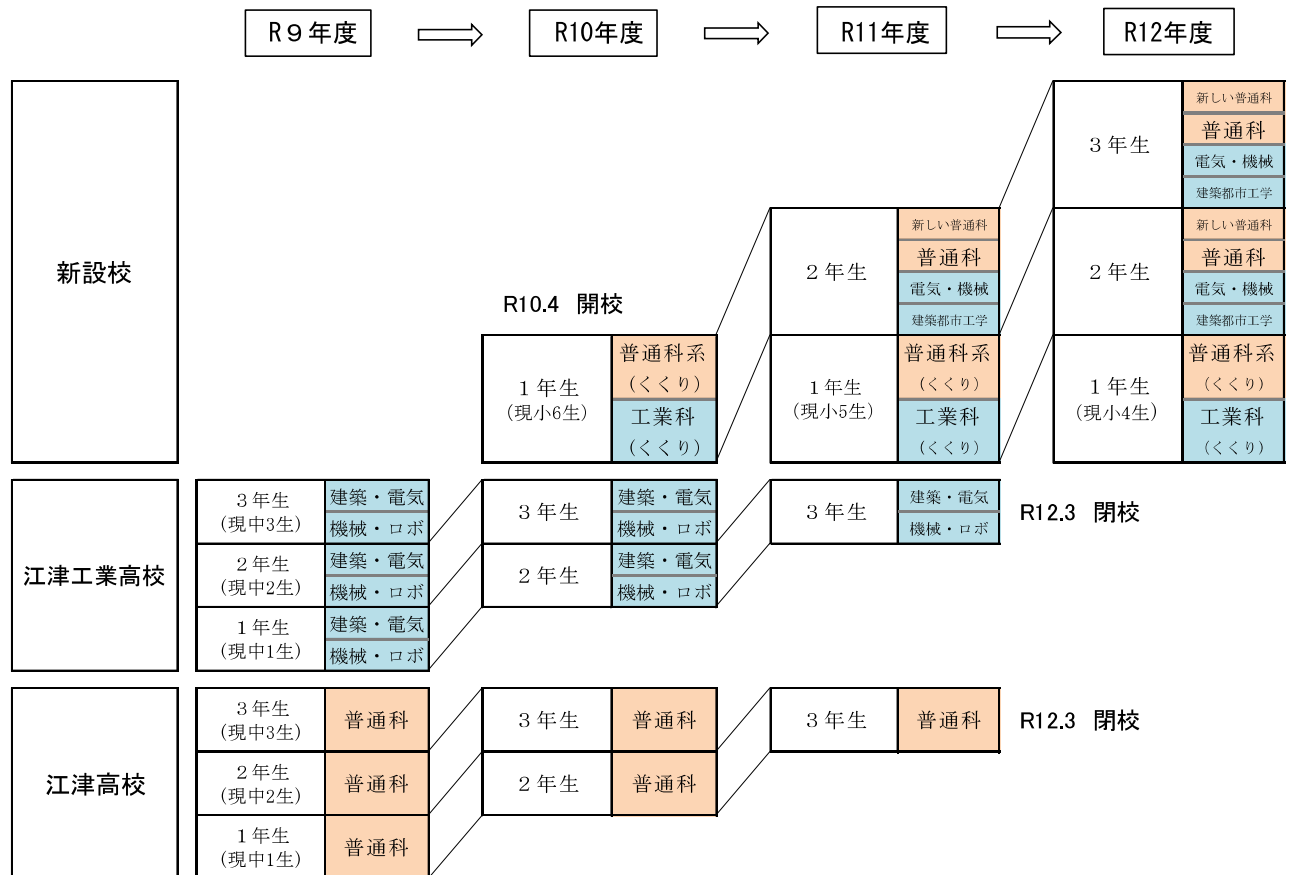 R９年度
R10年度
R11年度
R12年度
新設校
R10.4 開校
１年生
(現小6生)
普通科系
(くくり)
工業科
(くくり)
２年生
新しい普通科
普通科
電気・機械
建築都市工学
１年生
(現小5生)
普通科系
(くくり)
工業科
(くくり)
３年生
新しい普通科
普通科
電気・機械
建築都市工学
２年生
新しい普通科
普通科
電気・機械
建築都市工学
１年生
(現小4生)
普通科系
(くくり)
工業科
(くくり)
江津工業高校
３年生
(現中3生)
建築・電気
機械・ロボ
２年生
(現中2生)
建築・電気
機械・ロボ
１年生
(現中1生)
建築・電気
機械・ロボ
３年生
建築・電気
機械・ロボ
２年生
建築・電気
機械・ロボ
３年生
建築・電気
機械・ロボ
R12.3 閉校
江津高校
３年生
(現中3生)
普通科
２年生
(現中2生)
普通科
１年生
(現中1生)
普通科
３年生
普通科
２年生
普通科
３年生
普通科
R12.3 閉校